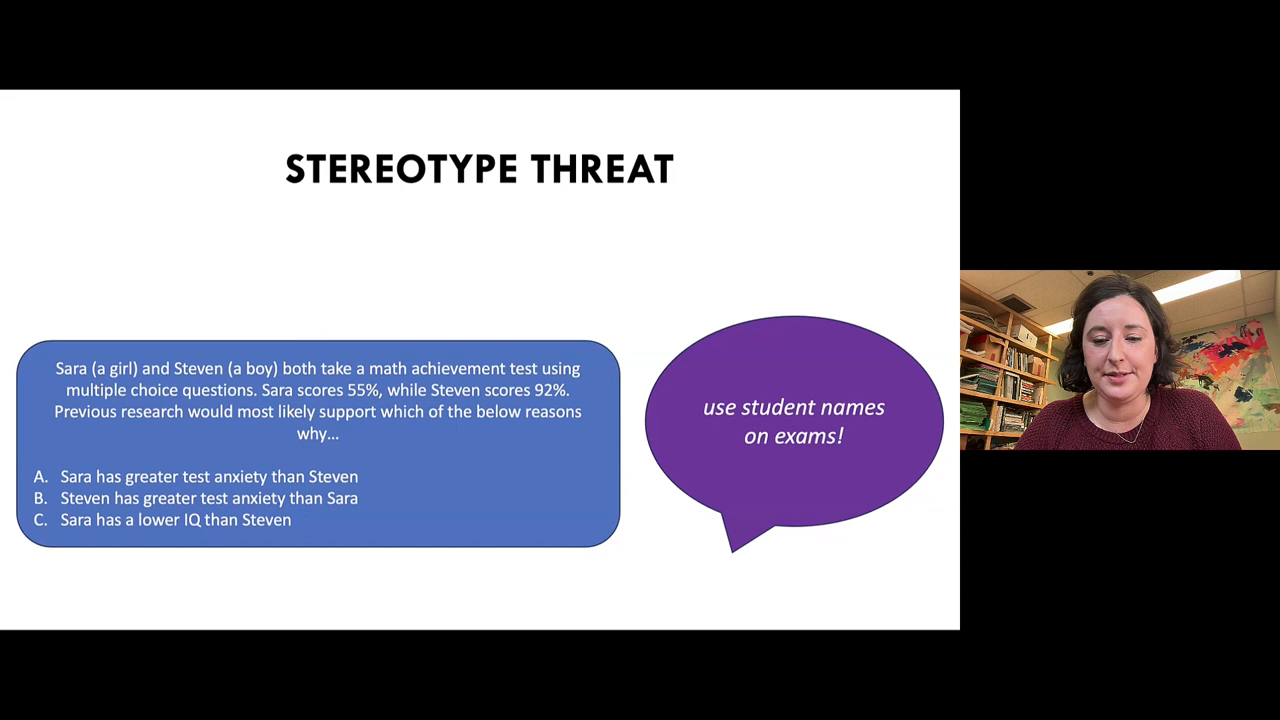 STEREOTYPE THREAT
Sara (a girl) and Steven (a boy) both take a math achievement test using
multiple choice questions. Sara scores 55%, while Steven scores 92%.
Previous research would most likely support which of the below reasons
why...
A. Sara has greater test anxiety than Steven
B. Steven has greater test anxiety than Sara
C. Sara has a lower IQ than Steven
use student names
on exams!